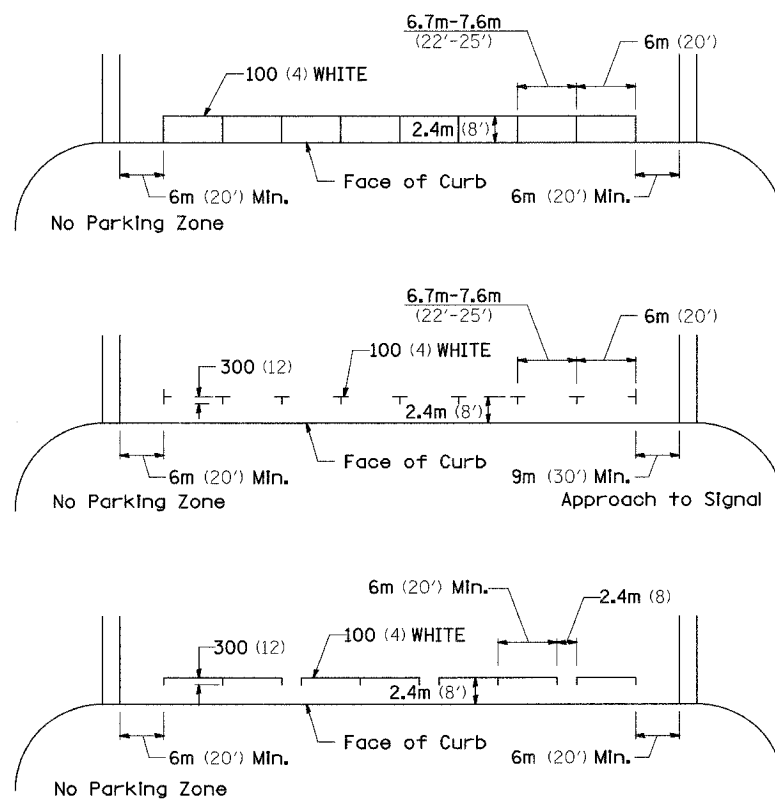 6.7m-7.6m
(22'-25')
6m (20')
100 (4) WHITE
2.4m (8')
Face of Curb
6m (20') Min.
6m (20') Min.
No Parking Zone
6.7m-7.6m
(22'-25')
6m (20')
100 (4) WHITE
300 (12)
2.4m (8')
Face of Curb
6m (20') Min.
9m (30') Min.
No Parking Zone
Approach to Signal
6m (20') Min.
2.4m (8)
300 (12)
100 (4) WHITE
2.4m (8')
Face of Curb
6m (20') Min.
6m (20') Min.
No Parking Zone